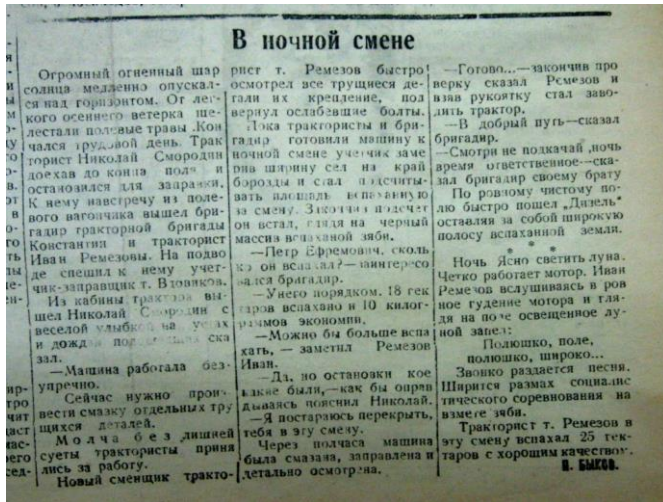 В ночной смене
Огромный огненный шар
солнца медленно опускал-
ся над горизонтом. От лег-
кого осеннего ветерка ше-
лестали полевые травы .Кон
чался трудовой день. Трак
торист Николай Смородин
доехав до конца поля и
остановился для заправки.
К нему навстречу из поле-
вого вагончика вышел бри-
гадир тракторной бригады
Константин и тракторист
Иван Ремезовы. На подво
де спешил к нему учет-
чик-заправщик т. Вдовиков.
Из кабины трактора вы-
шел Николай Смородин с
веселой улыбкой на устах
и дождя ска
зал.
—Машина работала без-
упречно.
Сейчас нужно произ-
вести смазку отдельных тру
щихся деталей.
Молча без лишней
суеты трактористы приня
лись за работу.
Новый сменщик тракто-
рист т. Ремезов быстро
осмотрел все трущиеся де-
тали их крепление, под
вернул ослабевшие болты.
Пока трактористы и бри-
гадир готовили машину к
ночной смене учетчик заме
рив ширину сел на край
борозды и стал подсчиты-
вать площадь вспаханную
за смену. Закончив подсчет
он встал, глядя на черный
массив вспаханой зяби.
—Петр Ефремович, сколь
ко он вспахал?—заинтересо
вался бригадир.
—Унего порядком. 18 гек
таров вспахано и 10 килог-
раммов экономии.
—Можно бы больше вспа
хать, — заметил Ремезов
Иван.
—Да, но остановки кое
какие были,—как бы оправ
дываясь пояснил Николай.
—Я постараюсь перекрыть,
тебя в эту смену.
Через полчаса машина
была смазана, заправлена и
детально осмотрена.
—Готово...—закончив про
верку сказал Ремезов и
взяв рукоятку стал заво-
дить трактор.
—В добрый путь—сказал
бригадир.
—Смотри не подкачай ,ночь
время ответственное—ска-
зал бригадир своему брату
По ровному чистому по-
лю быстро пошел „Дизель"
оставляя за собой широкую
полосу вспаханной земли.
* * *
Ночь Ясно светить луна.
Четко работает мотор. Иван
Ремезов вслушиваясь в ров
ное гудение мотора и гля-
дя на поле освещенное лу-
ной запел:
Полюшко, поле,
полюшко, широко...
Звонко раздается песня.
Ширится размах социалис
тического соревнования на
взмете зяби.
Тракторист т. Ремезов в
эту смену вспахал 25 гек-
таров с хорошим качеством.
П. БЫКОВ.